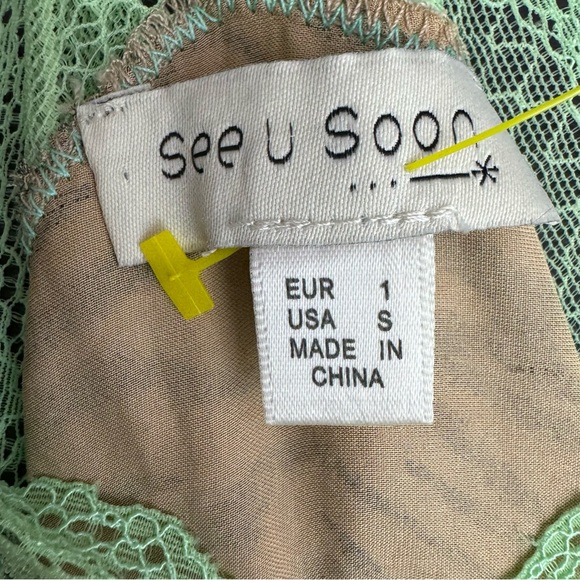 See U Soon
...—*
EUR 1
USA S
MADE IN
CHINA